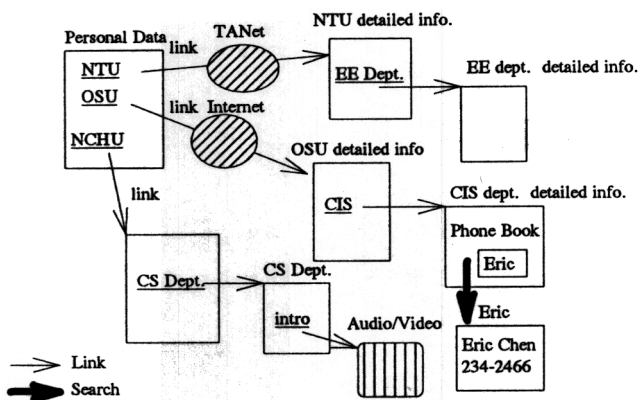 NTU detailed info.
TANet
Personal Data
link
NTU
EE Dept.
EE dept. detailed info.
OSU
link Internet
NCHU
OSU detailed info
link
CIS
CIS dept. detailed info.
Phone Book
Eric
CS Dept.
CS Dept.
intro
Audio/Video
Eric
Eric Chen
234-2466
Link
Search